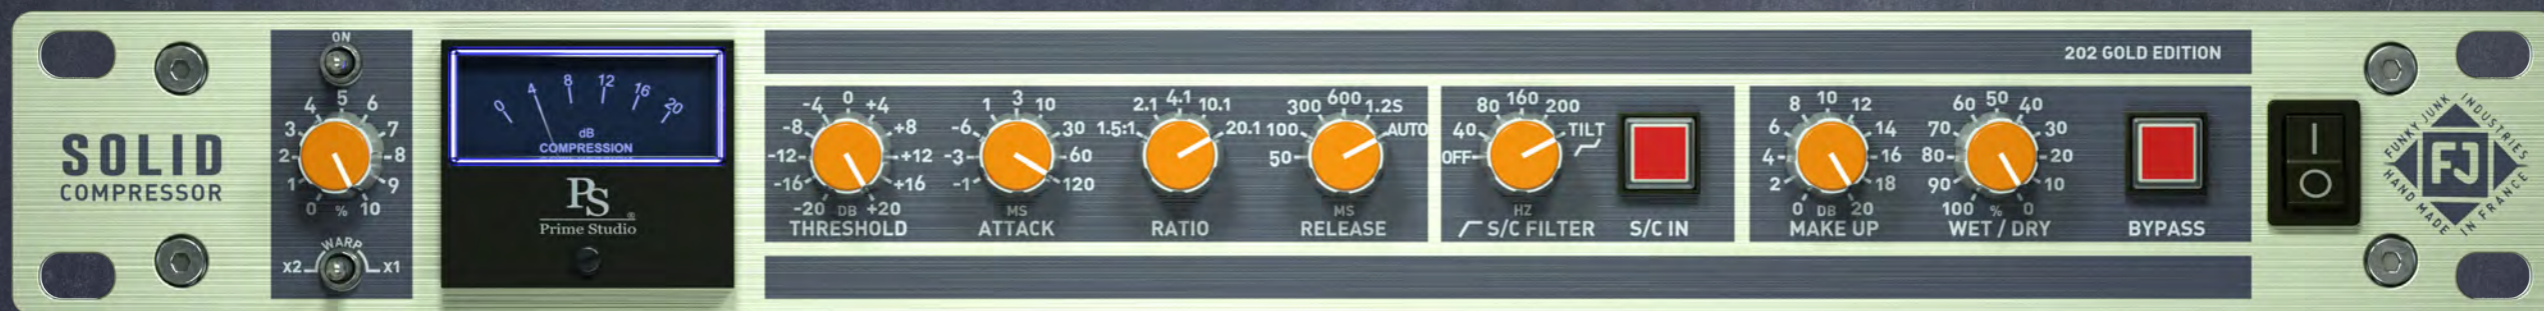 SOLID
COMPRESSOR
ON
0 1 2 3 4 5 6 7 8 9 10
%
WARP
X2 X1
0 4 8 12 16 20
dB
COMPRESSION
PS®
Prime Studio
202 GOLD EDITION
-20 -16 -12 -8 -4 0 +4 +8 +12 +16 +20
DB
THRESHOLD
-1 -3 -6 1 3 10 30 60 120
MS
ATTACK
1.5:1 2.1 4.1 10.1 20.1
RATIO
50 100 300 600 1.2S AUTO
MS
RELEASE
OFF 40 80 160 200 TILT
HZ
S/C FILTER
S/C IN
0 2 4 6 8 10 12 14 16 18 20
DB
MAKE UP
100 90 80 70 60 50 40 30 20 10 0
%
WET / DRY
BYPASS
I
O
FUNKY JUNK INDUSTRIES
FJ
HAND MADE IN FRANCE